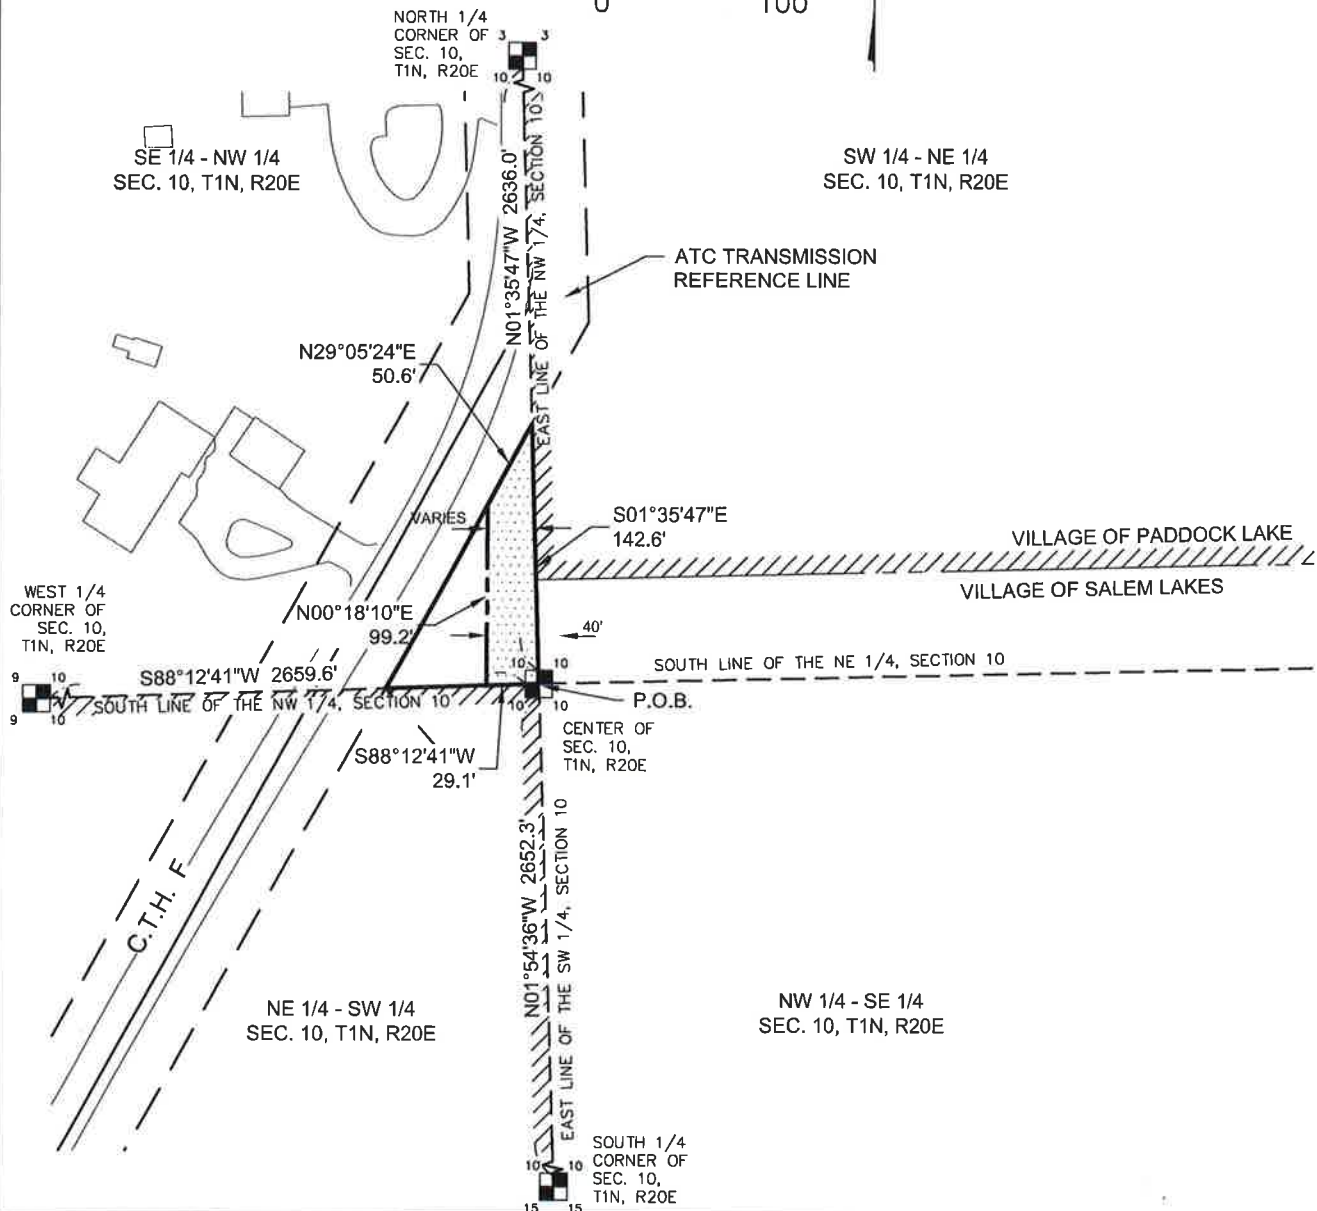 0 100
NORTH 1/4
CORNER OF
SEC. 10,
T1N, R20E
3 3
10 10
SE 1/4 - NW 1/4
SEC. 10, T1N, R20E
SW 1/4 - NE 1/4
SEC. 10, T1N, R20E
N01°35'47"W 2636.0'
EAST LINE OF THE NW 1/4, SECTION 10
ATC TRANSMISSION
REFERENCE LINE
N29°05'24"E
50.6'
VARIES
S01°35'47"E
142.6'
VILLAGE OF PADDOCK LAKE
VILLAGE OF SALEM LAKES
WEST 1/4
CORNER OF
SEC. 10,
T1N, R20E
N00°18'10"E
99.2'
40'
9 10
9 10
S88°12'41"W 2659.6'
SOUTH LINE OF THE NW 1/4, SECTION 10
10 10
10 10
SOUTH LINE OF THE NE 1/4, SECTION 10
P.O.B.
CENTER OF
SEC. 10,
T1N, R20E
S88°12'41"W
29.1'
N01°54'36"W 2652.3'
EAST LINE OF THE SW 1/4, SECTION 10
C.T.H. F
NE 1/4 - SW 1/4
SEC. 10, T1N, R20E
NW 1/4 - SE 1/4
SEC. 10, T1N, R20E
SOUTH 1/4
CORNER OF
SEC. 10,
T1N, R20E
10 10
15 15